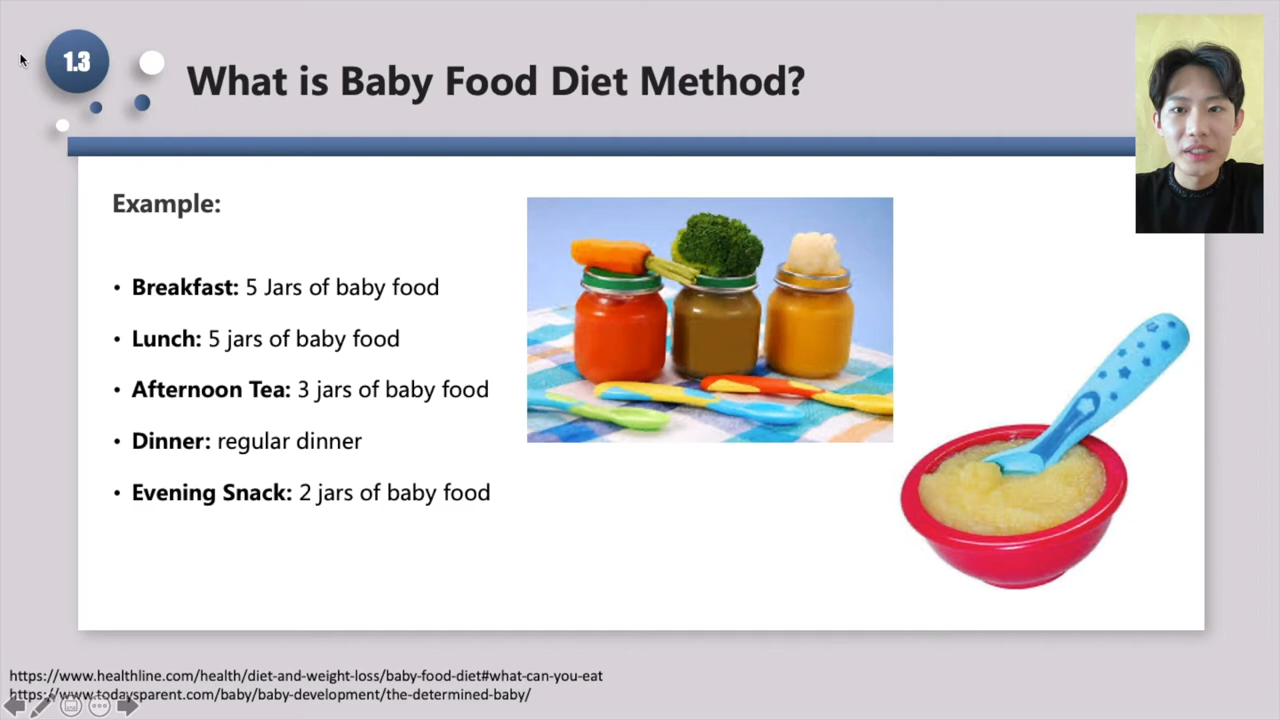 1.3
What is Baby Food Diet Method?
Example:
• Breakfast: 5 Jars of baby food
• Lunch: 5 jars of baby food
• Afternoon Tea: 3 jars of baby food
• Dinner: regular dinner
• Evening Snack: 2 jars of baby food
https://www.healthline.com/health/diet-and-weight-loss/baby-food-diet#what-can-you-eat
https://www.todaysparent.com/baby/baby-development/the-determined-baby/